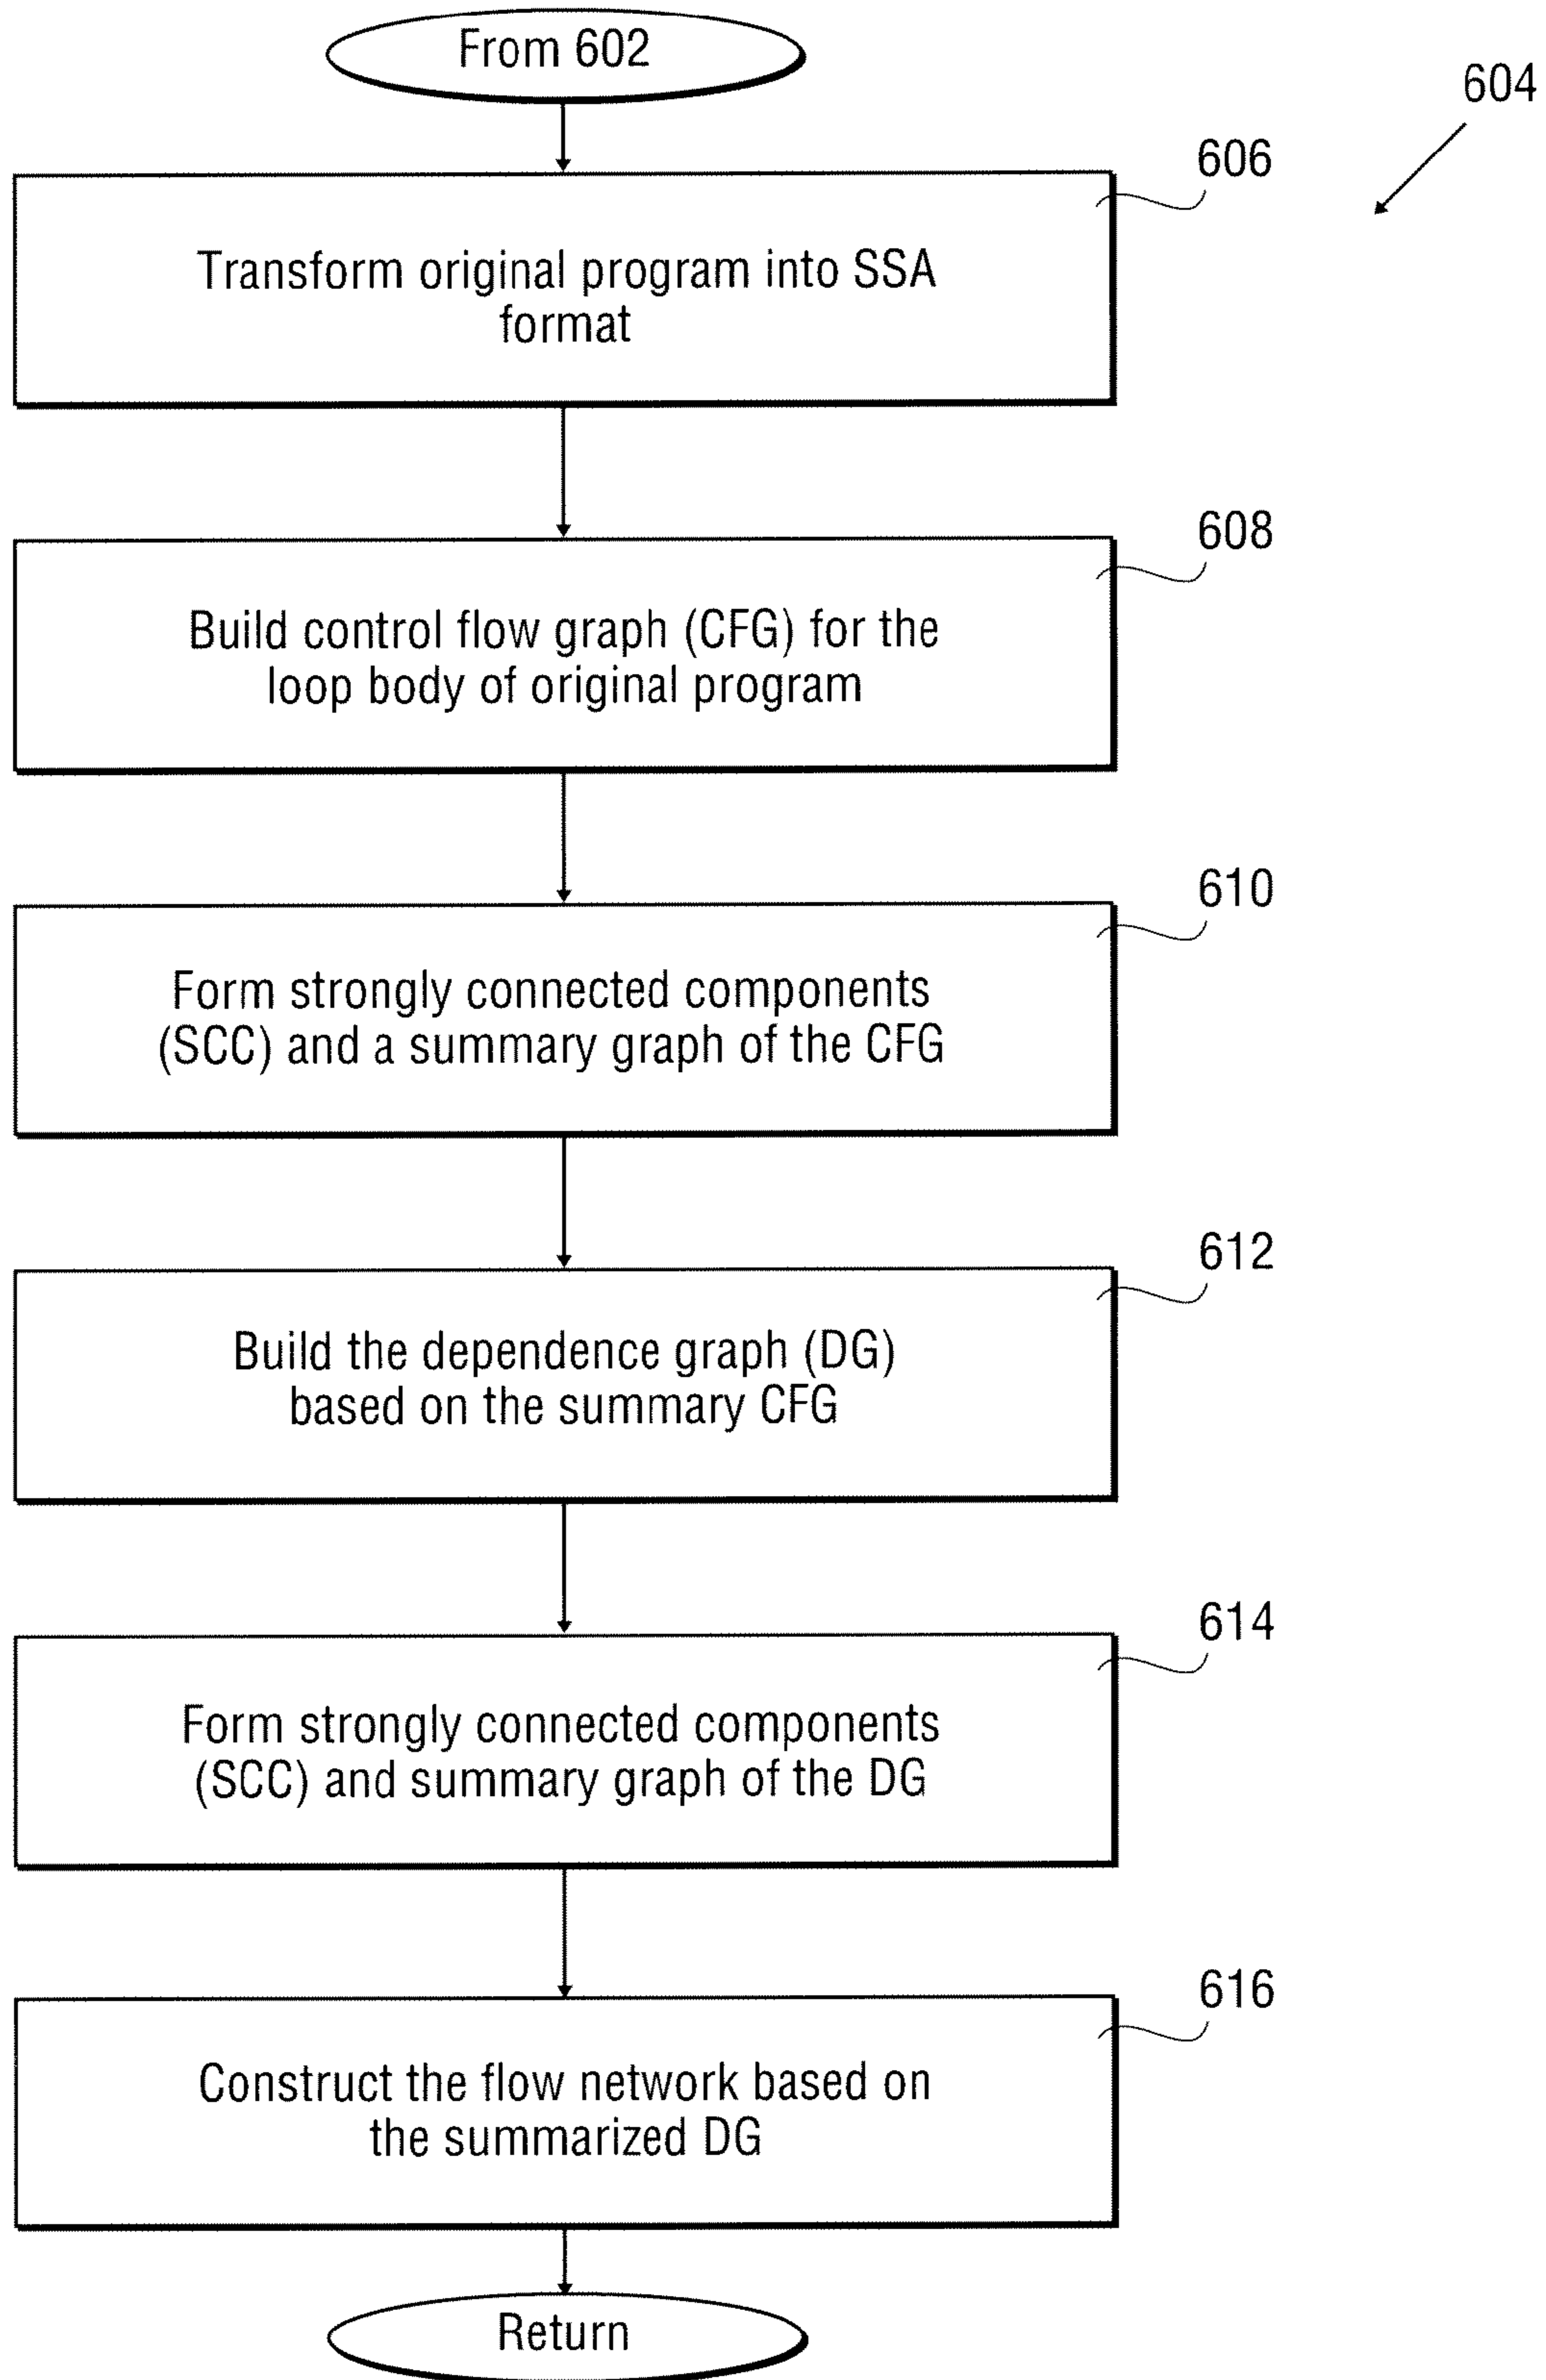 From 602
604
606
Transform original program into SSA
format
608
Build control flow graph (CFG) for the
loop body of original program
610
Form strongly connected components
(SCC) and a summary graph of the CFG
612
Build the dependence graph (DG)
based on the summary CFG
614
Form strongly connected components
(SCC) and summary graph of the DG
616
Construct the flow network based on
the summarized DG
Return